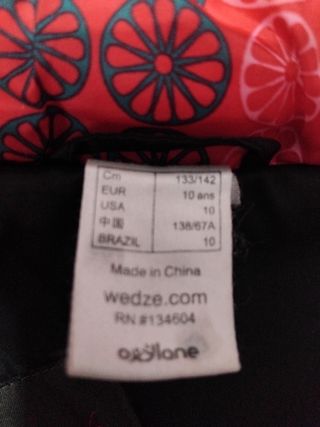 Cm 133/142
EUR 10 ans
USA 10
中国 138/67A
BRAZIL 10
Made in China
wedze.com
RN #134604
oxylane